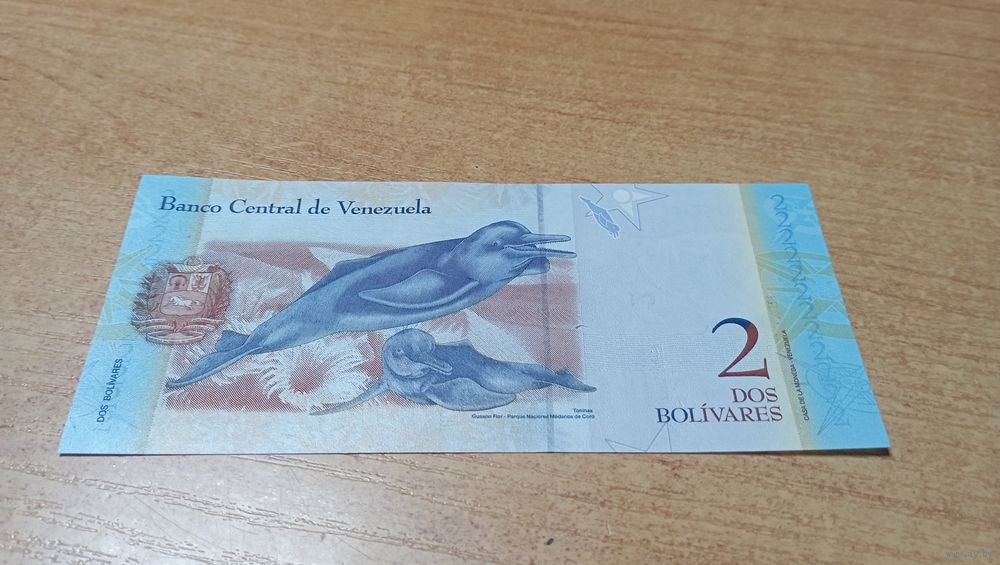 Banco Central de Venezuela
DOS BOLÍVARES
2
DOS
BOLÍVARES
Toninas
Gusano Flor - Parque Nacional Médanos de Coro
CASA DE LA MONEDA - VENEZUELA